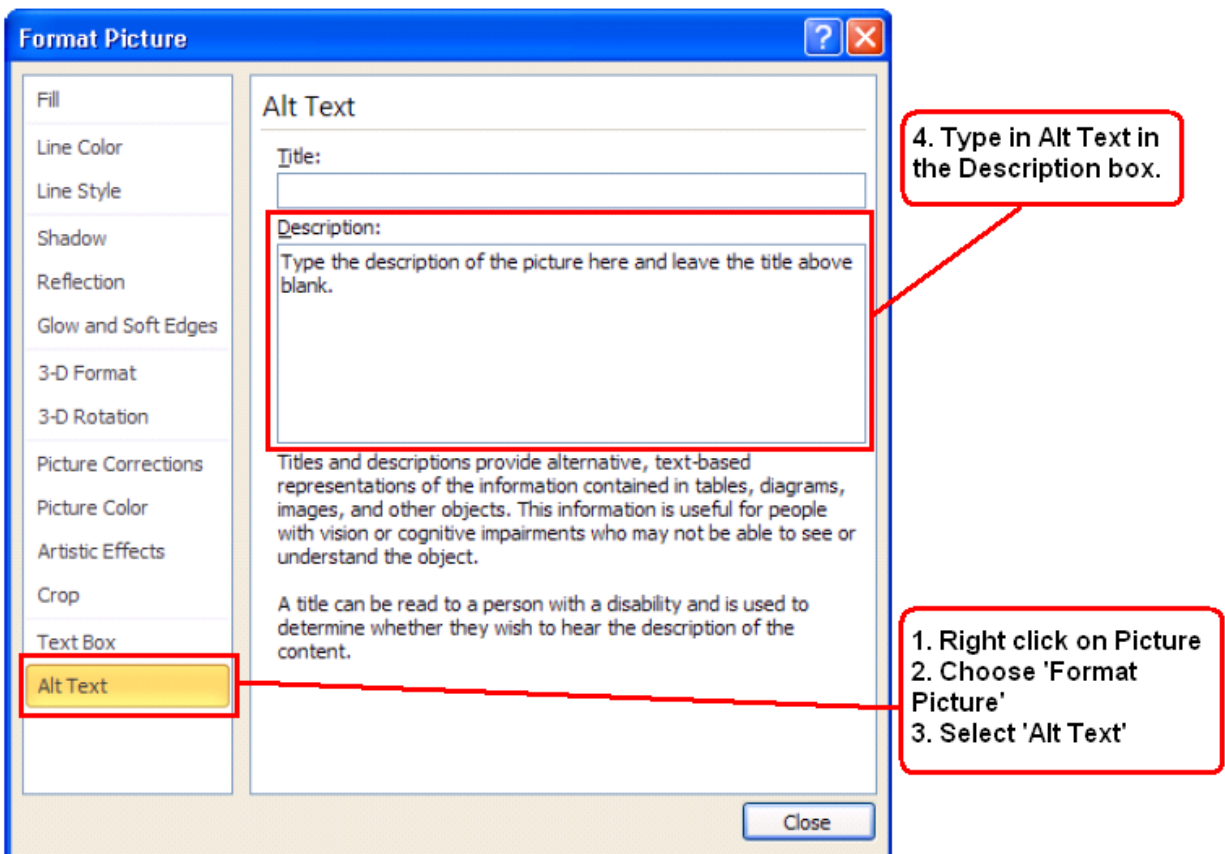 Format Picture
Fill
Line Color
Line Style
Shadow
Reflection
Glow and Soft Edges
3-D Format
3-D Rotation
Picture Corrections
Picture Color
Artistic Effects
Crop
Text Box
Alt Text
Alt Text
Title:
Description:
Type the description of the picture here and leave the title above
blank.
Titles and descriptions provide alternative, text-based
representations of the information contained in tables, diagrams,
images, and other objects. This information is useful for people
with vision or cognitive impairments who may not be able to see or
understand the object.
A title can be read to a person with a disability and is used to
determine whether they wish to hear the description of the
content.
Close
4. Type in Alt Text in
the Description box.
1. Right click on Picture
2. Choose 'Format
Picture'
3. Select 'Alt Text'